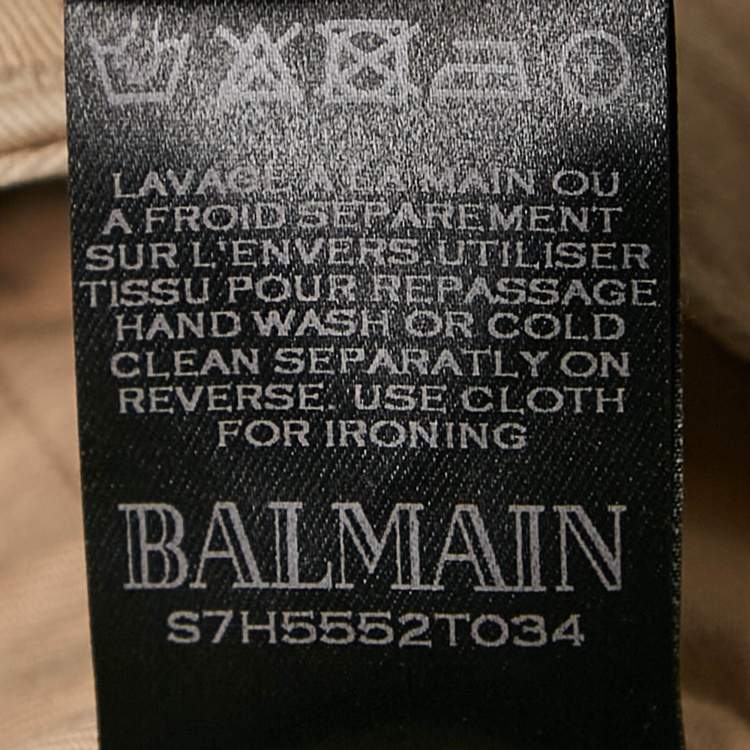 LAVAGE A LA MAIN OU
A FROID SEPAREMENT
SUR L'ENVERS. UTILISER
TISSU POUR REPASSAGE
HAND WASH OR COLD
CLEAN SEPARATLY ON
REVERSE. USE CLOTH
FOR IRONING
BALMAIN
S7H5552T034